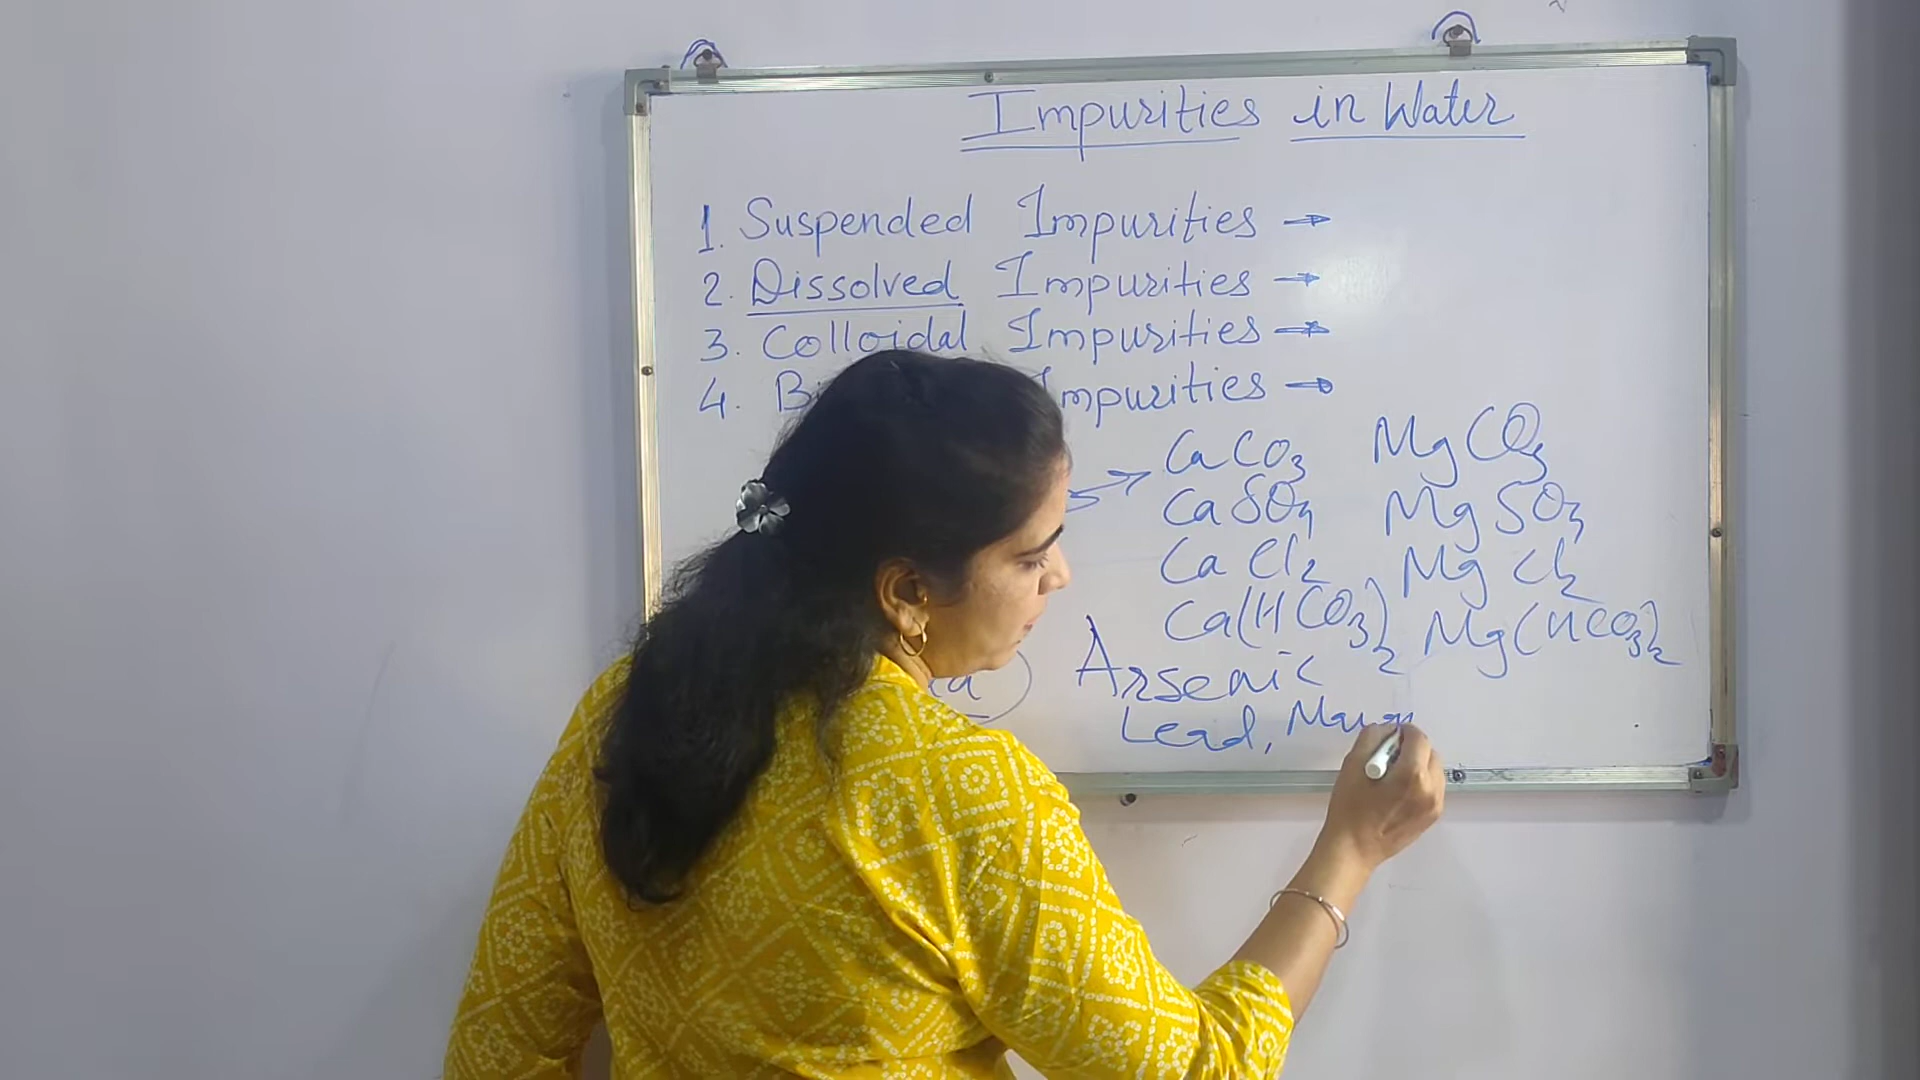 Impurities in Water
1. Suspended Impurities →
2. Dissolved Impurities →
3. Colloidal Impurities →
4. Impurities →
CaCO3 MgCO3
CaSO4 MgSO3
CaCl2 MgCl2
Ca(HCO3)2 Mg(HCO3)2
Arsenic
Lead,